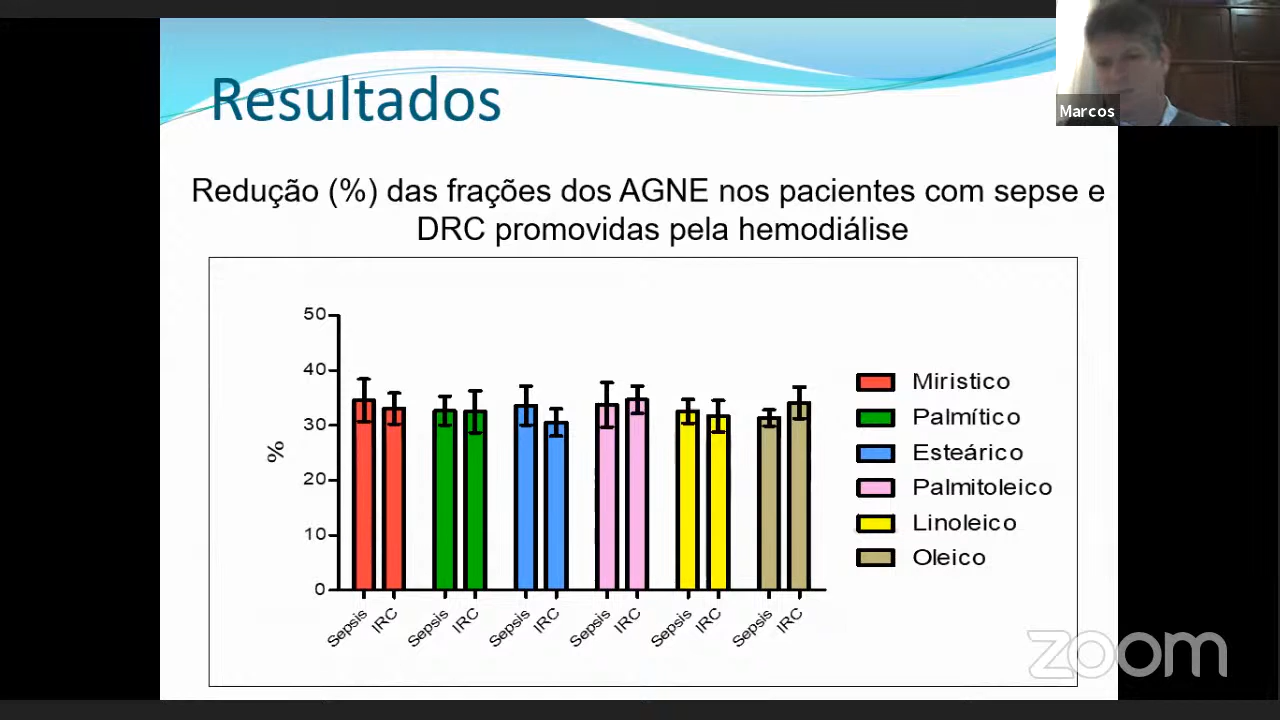 Resultados
Marcos
Redução (%) das frações dos AGNE nos pacientes com sepse e
DRC promovidas pela hemodiálise
50
40
30
20
10
0
%
Sepsis
IRC
Sepsis
IRC
Sepsis
IRC
Sepsis
IRC
Sepsis
IRC
Sepsis
IRC
Miristico
Palmítico
Esteárico
Palmitoleico
Linoleico
Oleico
zoom